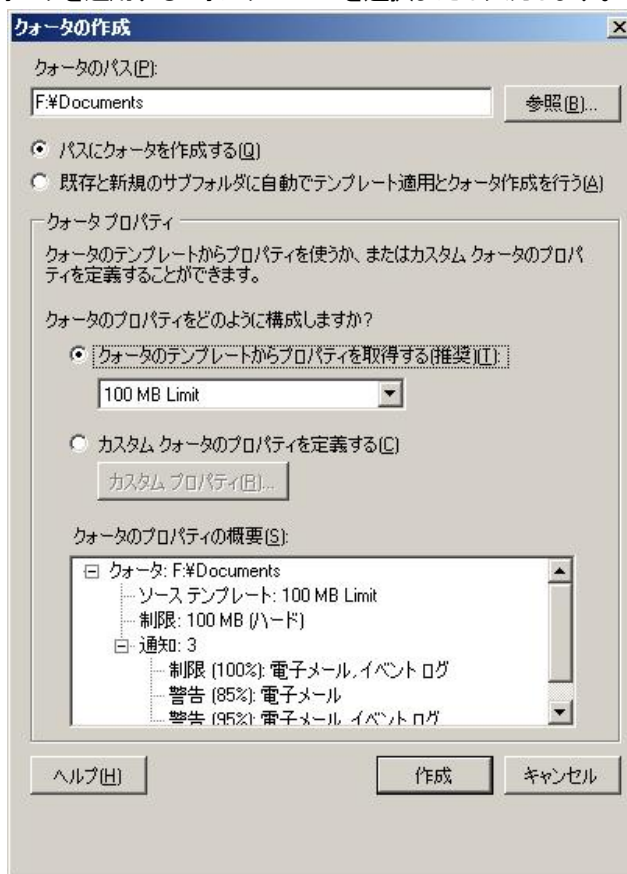 クォータの作成
クォータのパス(P):
F:¥Documents
参照(B)...
パスにクォータを作成する(Q)
既存と新規のサブフォルダに自動でテンプレート適用とクォータ作成を行う(A)
クォータ プロパティ
クォータのテンプレートからプロパティを使うか、またはカスタム クォータのプロパ
ティを定義することができます。
クォータのプロパティをどのように構成しますか?
クォータのテンプレートからプロパティを取得する(推奨)(T):
100 MB Limit
カスタム クォータのプロパティを定義する(C)
カスタム プロパティ(R)...
クォータのプロパティの概要(S):
クォータ: F:¥Documents
ソース テンプレート: 100 MB Limit
制限: 100 MB (ハード)
通知: 3
制限 (100%): 電子メール, イベント ログ
警告 (85%): 電子メール
警告 (95%): 電子メール, イベント ログ
ヘルプ(H)
作成
キャンセル